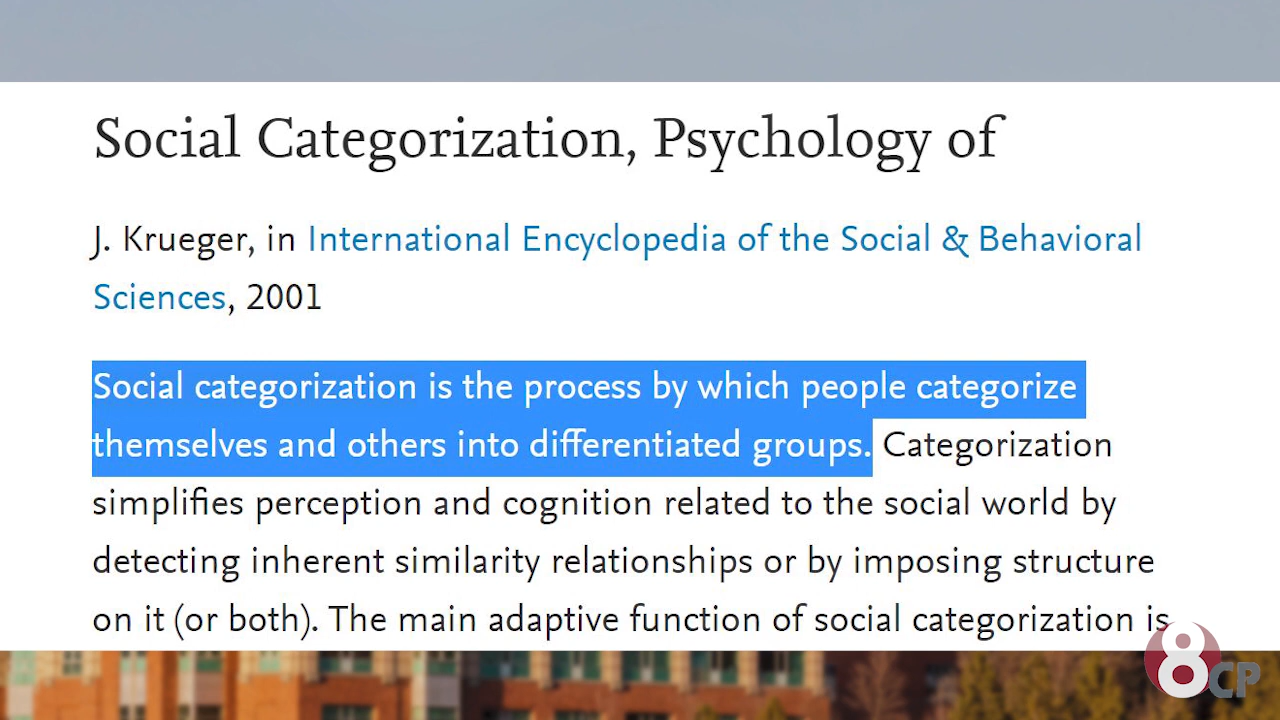 Social Categorization, Psychology of
J. Krueger, in International Encyclopedia of the Social & Behavioral
Sciences, 2001
Social categorization is the process by which people categorize
themselves and others into differentiated groups. Categorization
simplifies perception and cognition related to the social world by
detecting inherent similarity relationships or by imposing structure
on it (or both). The main adaptive function of social categorization is
8CP